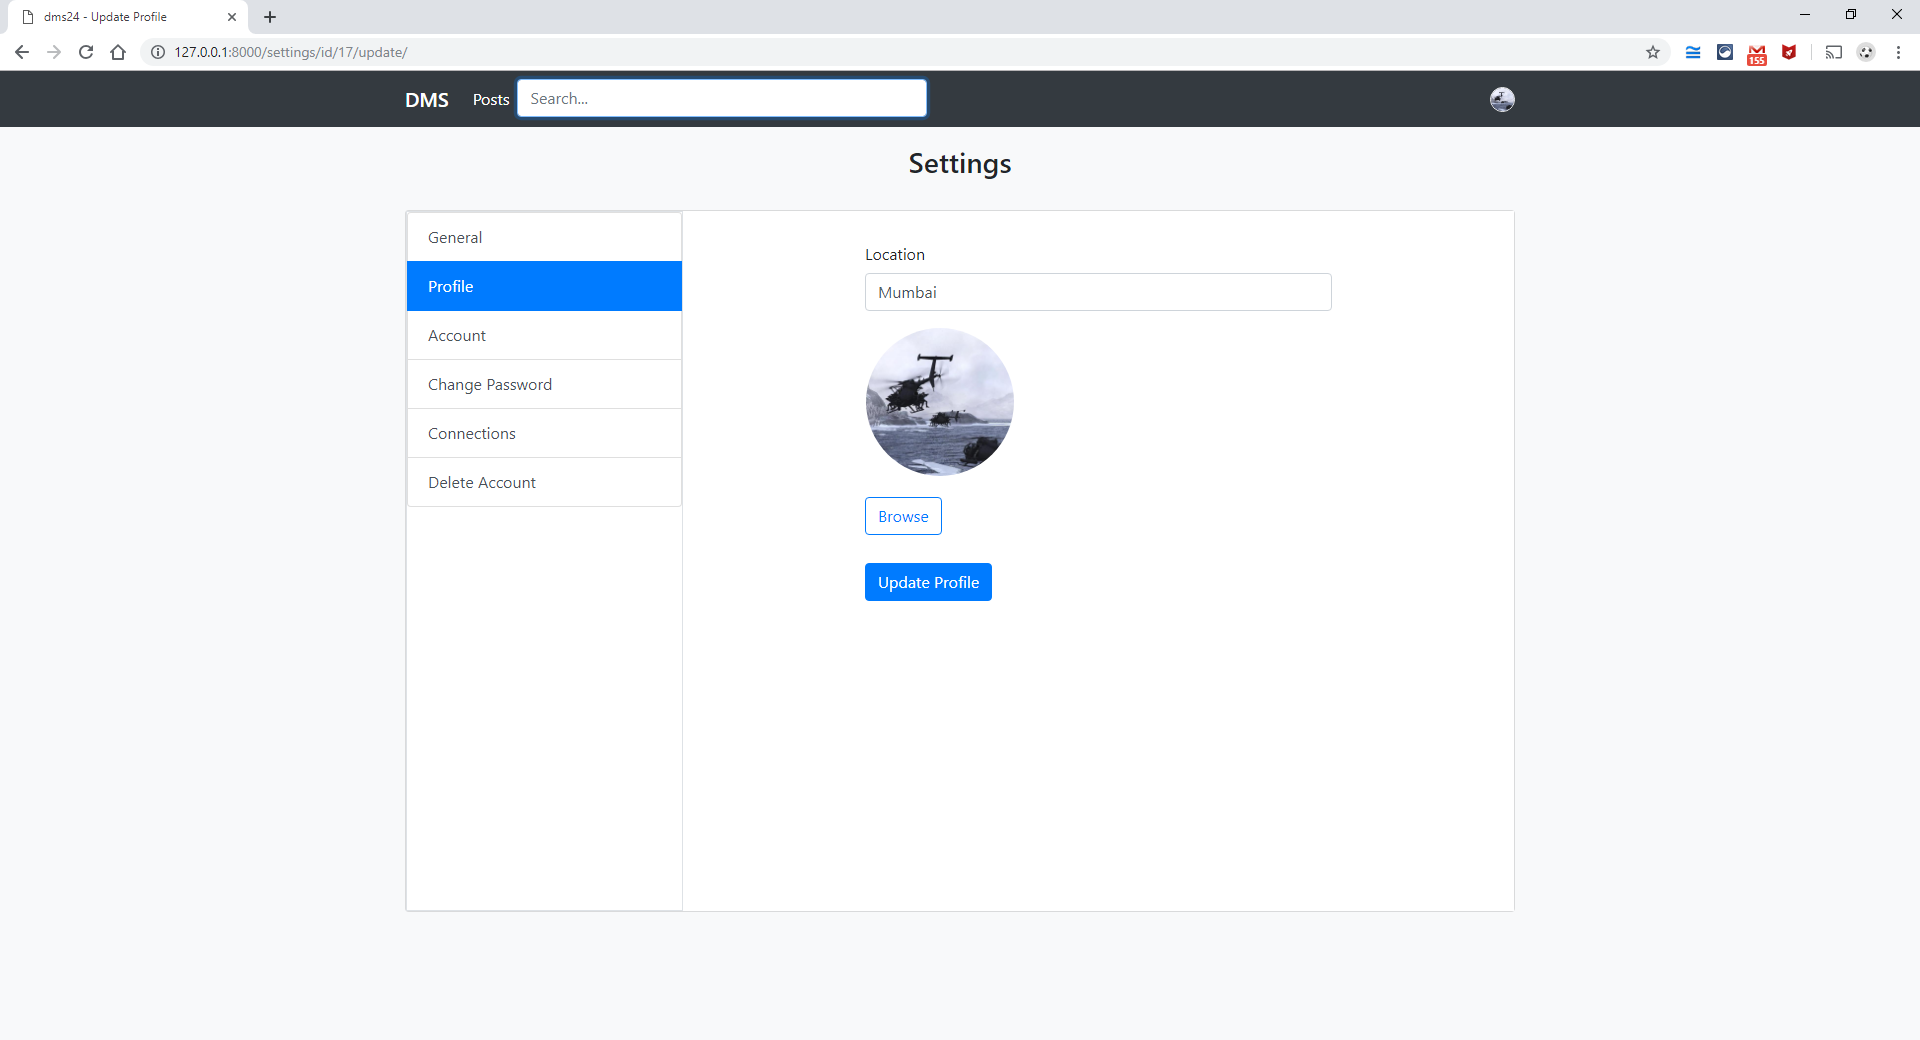 dms24 - Update Profile
127.0.0.1:8000/settings/id/17/update/
155
DMS Posts Search...
Settings
General
Profile
Account
Change Password
Connections
Delete Account
Location
Mumbai
Browse
Update Profile